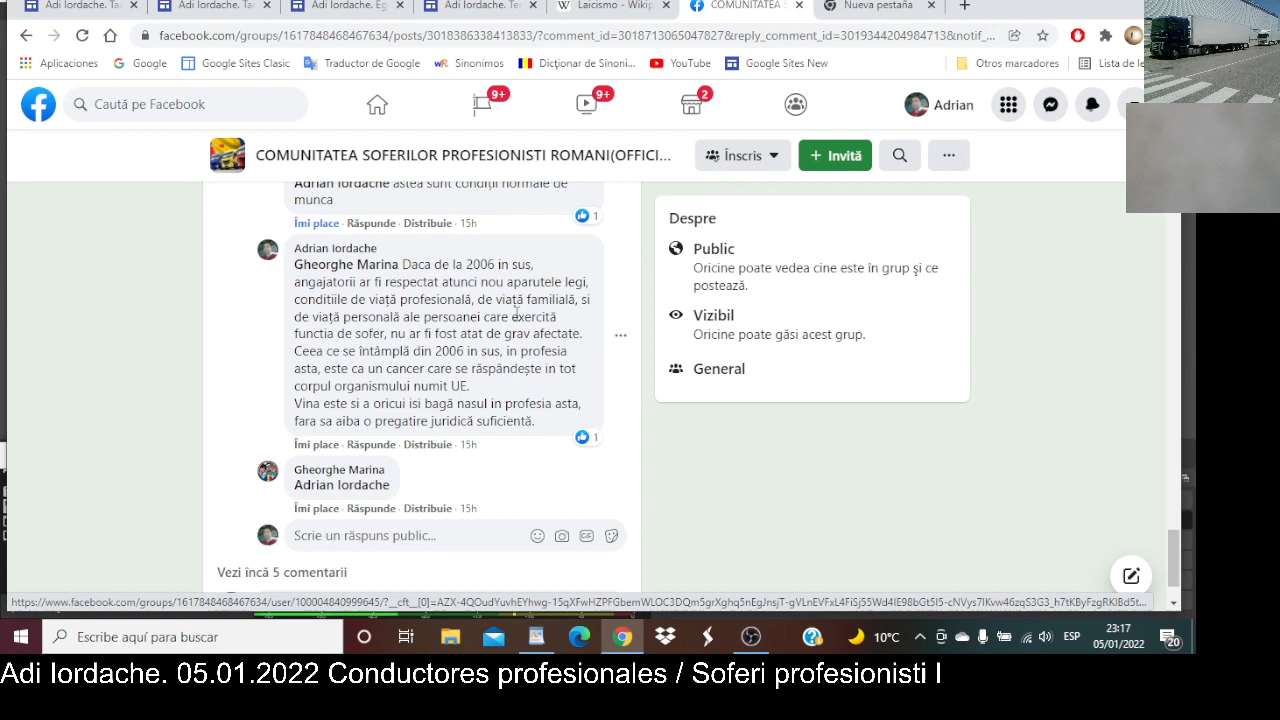 Adi Iordache. Tac
Adi Iordache. Ta
Adi Iordache. Eg
Adi Iordache. Te
Laicismo - Wikip
COMUNITATEA S
Nueva pestaña
facebook.com/groups/1617848468467634/posts/3018380338413833/?comment_id=3018713065047827&reply_comment_id=3019344204984713&notif_...
Aplicaciones
Google
Google Sites Clasic
Traductor de Google
Sinonimos
Dicționar de Sinoni...
YouTube
Google Sites New
Otros marcadores
Lista de le
Caută pe Facebook
9+
9+
2
Adrian
COMUNITATEA SOFERILOR PROFESIONISTI ROMANI(OFFICI...
Înscris
+ Invită
Adrian Iordache astea sunt condiții normale de
munca
1
Îmi place · Răspunde · Distribuie · 15h
Adrian Iordache
Gheorghe Marina Daca de la 2006 in sus,
angajatorii ar fi respectat atunci nou aparutele legi,
conditiile de viață profesională, de viață familială, si
de viață personală ale persoanei care exercită
functia de sofer, nu ar fi fost atat de grav afectate.
Ceea ce se întâmplă din 2006 in sus, in profesia
asta, este ca un cancer care se răspândește in tot
corpul organismului numit UE.
Vina este si a oricui isi bagă nasul in profesia asta,
fara sa aiba o pregatire juridică suficientă.
1
Îmi place · Răspunde · Distribuie · 15h
Gheorghe Marina
Adrian Iordache
Îmi place · Răspunde · Distribuie · 15h
Scrie un răspuns public...
Vezi încă 5 comentarii
Despre
Public
Oricine poate vedea cine este în grup și ce
postează.
Vizibil
Oricine poate găsi acest grup.
General
Escribe aquí para buscar
10°C
ESP
23:17
05/01/2022
20
Adi Iordache. 05.01.2022 Conductores profesionales / Soferi profesionisti I